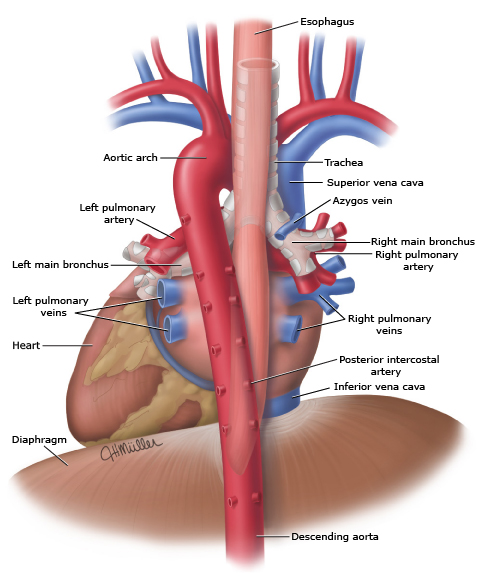 Esophagus
Aortic arch
Trachea
Superior vena cava
Azygos vein
Left pulmonary
artery
Right main bronchus
Right pulmonary
artery
Left main bronchus
Left pulmonary
veins
Right pulmonary
veins
Heart
Posterior intercostal
artery
Inferior vena cava
Diaphragm
JHMüller
Descending aorta